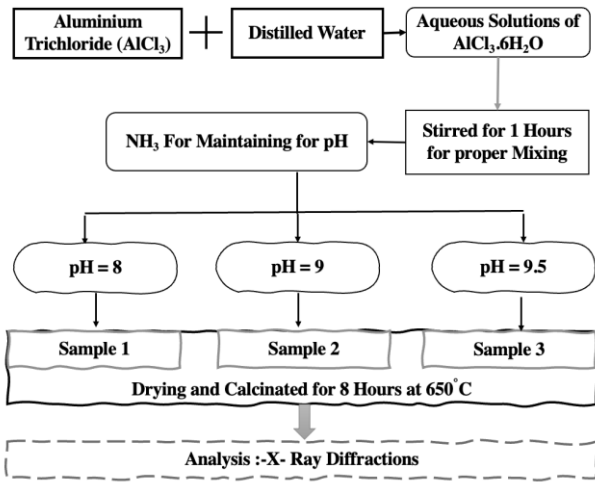 Aluminium
Trichloride (AlCl₃)
Distilled Water
Aqueous Solutions of
AlCl₃.6H₂O
NH₃ For Maintaining for pH
Stirred for 1 Hours
for proper Mixing
pH = 8
pH = 9
pH = 9.5
Sample 1
Sample 2
Sample 3
Drying and Calcinated for 8 Hours at 650°C
Analysis :-X- Ray Diffractions